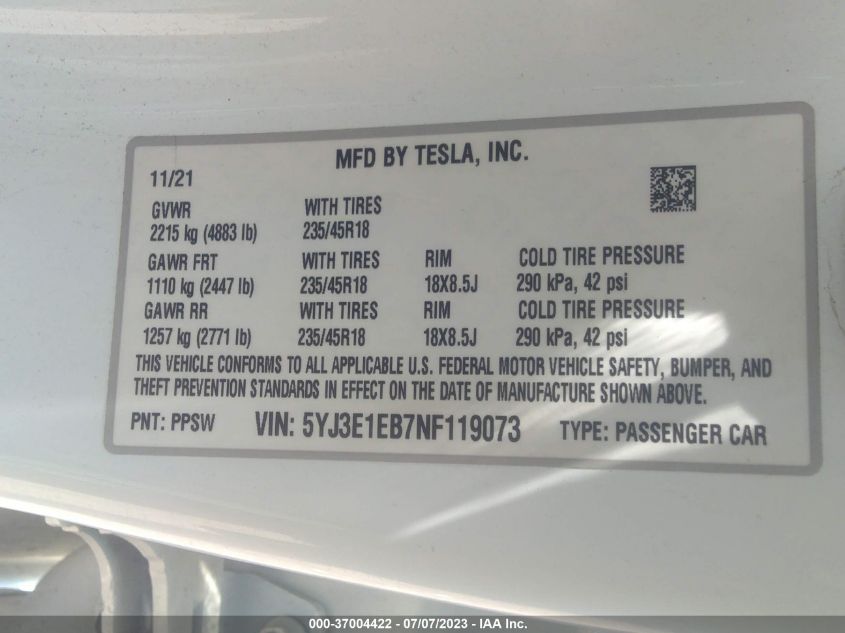 MFD BY TESLA, INC.
11/21
GVWR WITH TIRES
2215 kg (4883 lb) 235/45R18
GAWR FRT WITH TIRES RIM COLD TIRE PRESSURE
1110 kg (2447 lb) 235/45R18 18X8.5J 290 kPa, 42 psi
GAWR RR WITH TIRES RIM COLD TIRE PRESSURE
1257 kg (2771 lb) 235/45R18 18X8.5J 290 kPa, 42 psi
THIS VEHICLE CONFORMS TO ALL APPLICABLE U.S. FEDERAL MOTOR VEHICLE SAFETY, BUMPER, AND
THEFT PREVENTION STANDARDS IN EFFECT ON THE DATE OF MANUFACTURE SHOWN ABOVE.
PNT: PPSW VIN: 5YJ3E1EB7NF119073 TYPE: PASSENGER CAR
000-37004422 - 07/07/2023 - IAA Inc.